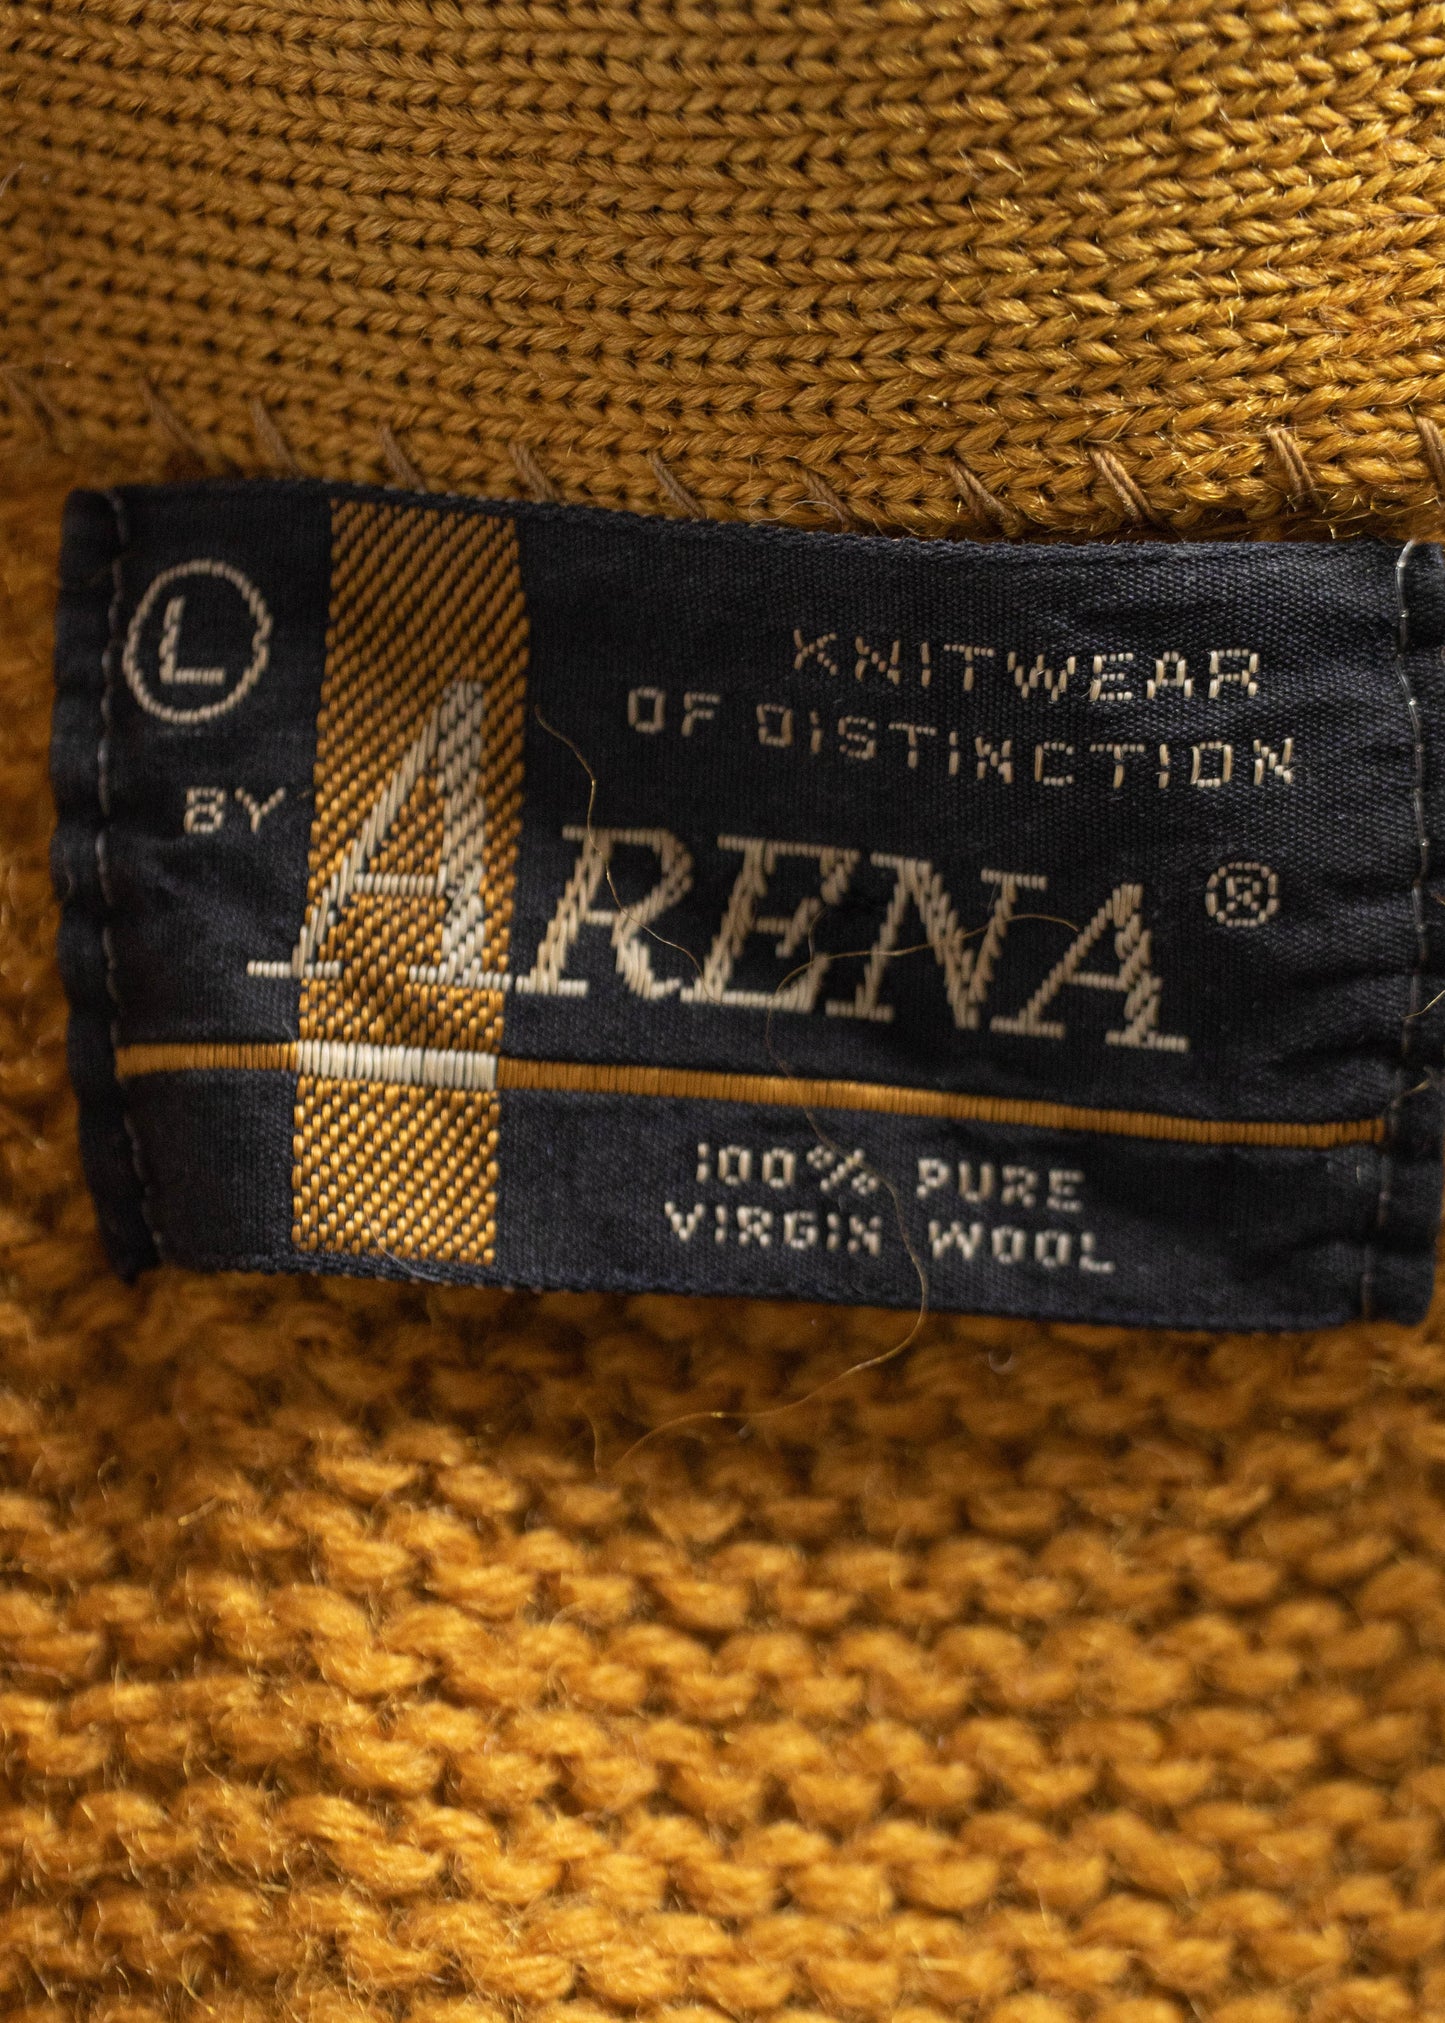 L
KNITWEAR
OF DISTINCTION
BY ARENA ®
100% PURE
VIRGIN WOOL